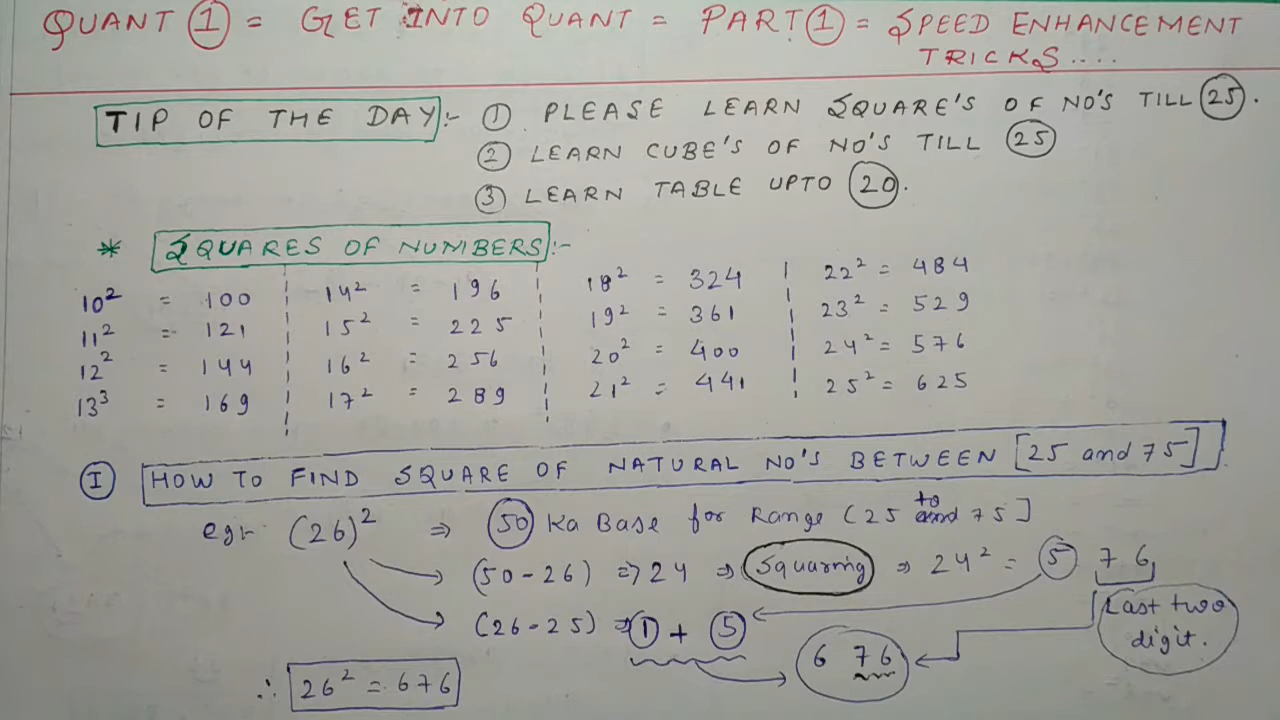 QUANT ① = GET INTO QUANT = PART ① = SPEED ENHANCEMENT
TRICKS....
TIP OF THE DAY :- ① PLEASE LEARN SQUARE'S OF NO'S TILL 25.
② LEARN CUBE'S OF NO'S TILL 25
③ LEARN TABLE UPTO 20.
* SQUARES OF NUMBERS :-
10² = 100 14² = 196 18² = 324 22² = 484
11² = 121 15² = 225 19² = 361 23² = 529
12² = 144 16² = 256 20² = 400 24² = 576
13³ = 169 17² = 289 21² = 441 25² = 625
Ⅰ HOW TO FIND SQUARE OF NATURAL NO'S BETWEEN [25 and 75]
eg:- (26)² ⇒ 50 Ka Base for Range (25 to 75]
(50-26) ⇒ 24 ⇒ Squaring ⇒ 24² = 5 76
(26-25) ⇒ ① + ⑤
Last two
digit.
6 76
∴ 26² = 676